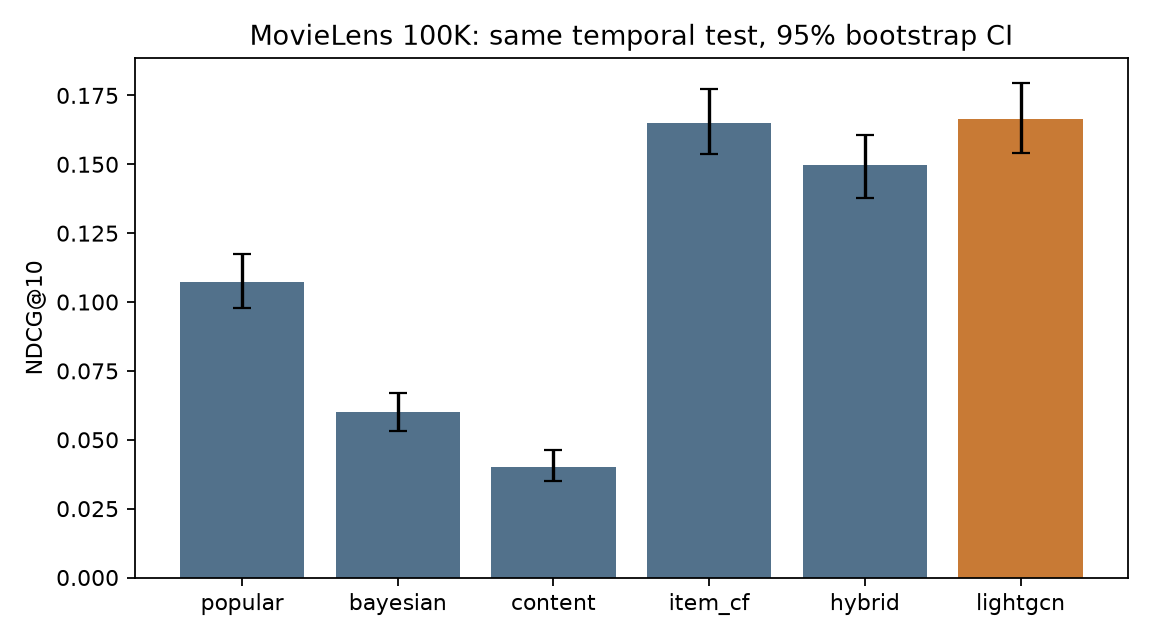 MovieLens 100K: same temporal test, 95% bootstrap CI
NDCG@10
0.175
0.150
0.125
0.100
0.075
0.050
0.025
0.000
popular bayesian content item_cf hybrid lightgcn